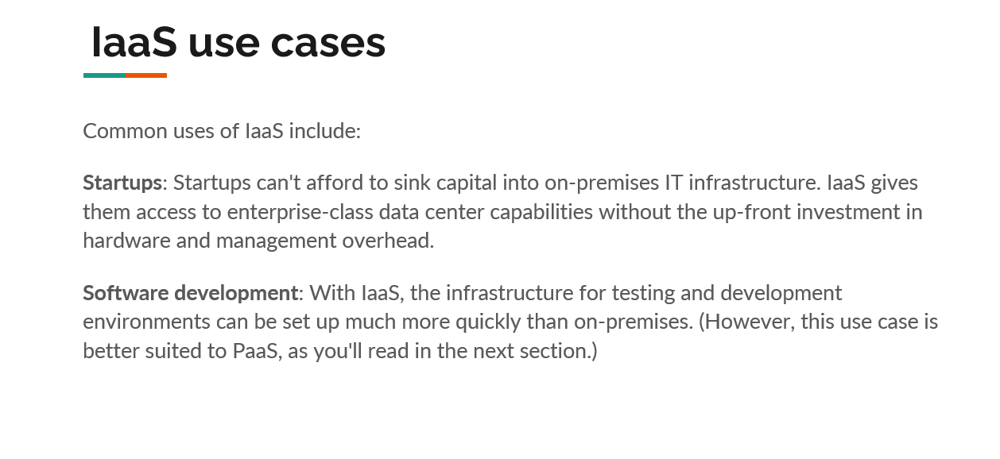 IaaS use cases
Common uses of IaaS include:
Startups: Startups can't afford to sink capital into on-premises IT infrastructure. IaaS gives
them access to enterprise-class data center capabilities without the up-front investment in
hardware and management overhead.
Software development: With IaaS, the infrastructure for testing and development
environments can be set up much more quickly than on-premises. (However, this use case is
better suited to PaaS, as you'll read in the next section.)